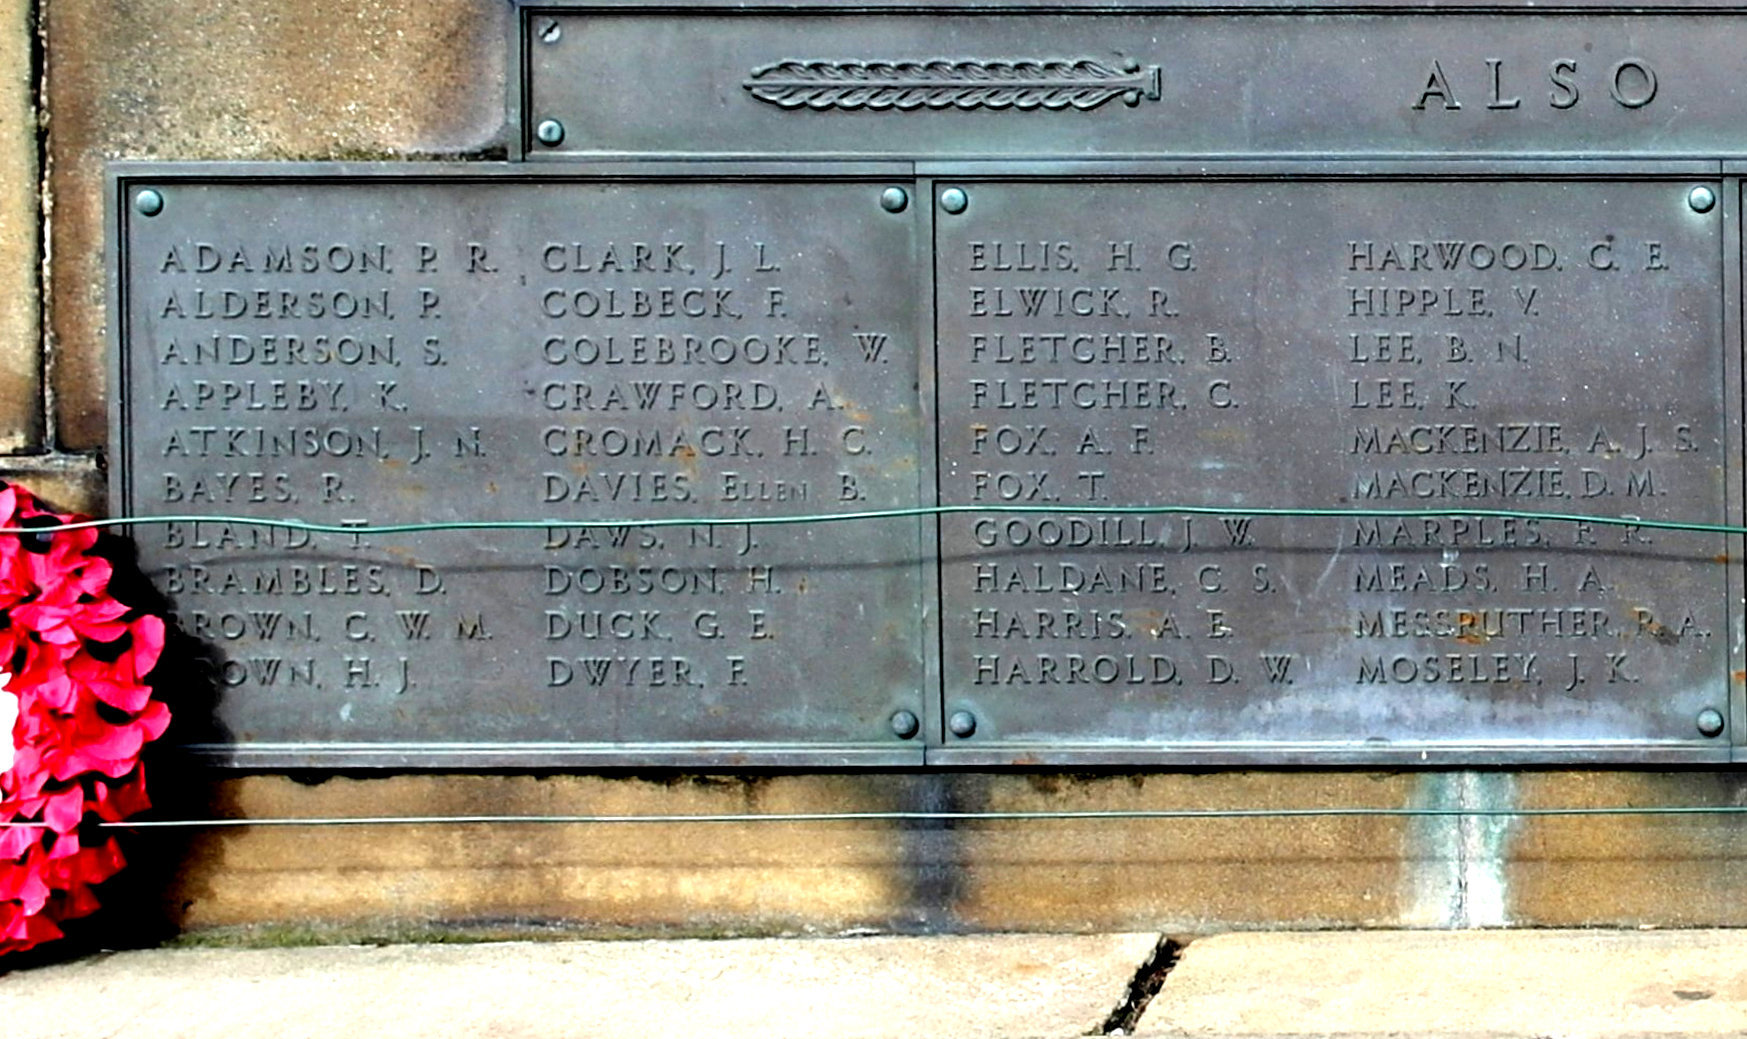 ALSO
ADAMSON. P. R.
ALDERSON, P.
ANDERSON, S.
APPLEBY, K.
ATKINSON, J. N.
BAYES, R.
BLAND, T.
BRAMBLES, D.
BROWN, C. W. M.
BROWN, H. J.
CLARK, J. L.
COLBECK, F.
COLEBROOKE, W.
CRAWFORD, A.
CROMACK, H. C.
DAVIES, ELLEN B.
DAWS, N. J.
DOBSON, H.
DUCK, G. E.
DWYER, F.
ELLIS, H. G.
ELWICK, R.
FLETCHER, B.
FLETCHER, C.
FOX, A. F.
FOX, T.
GOODILL, J. W.
HALDANE, C. S.
HARRIS, A. E.
HARROLD, D. W.
HARWOOD, C. E.
HIPPLE, V.
LEE, B. N.
LEE, K.
MACKENZIE, A. J. S.
MACKENZIE, D. M.
MARPLES, F. R.
MEADS, H. A.
MESSRUTHER, R. A.
MOSELEY, J. K.